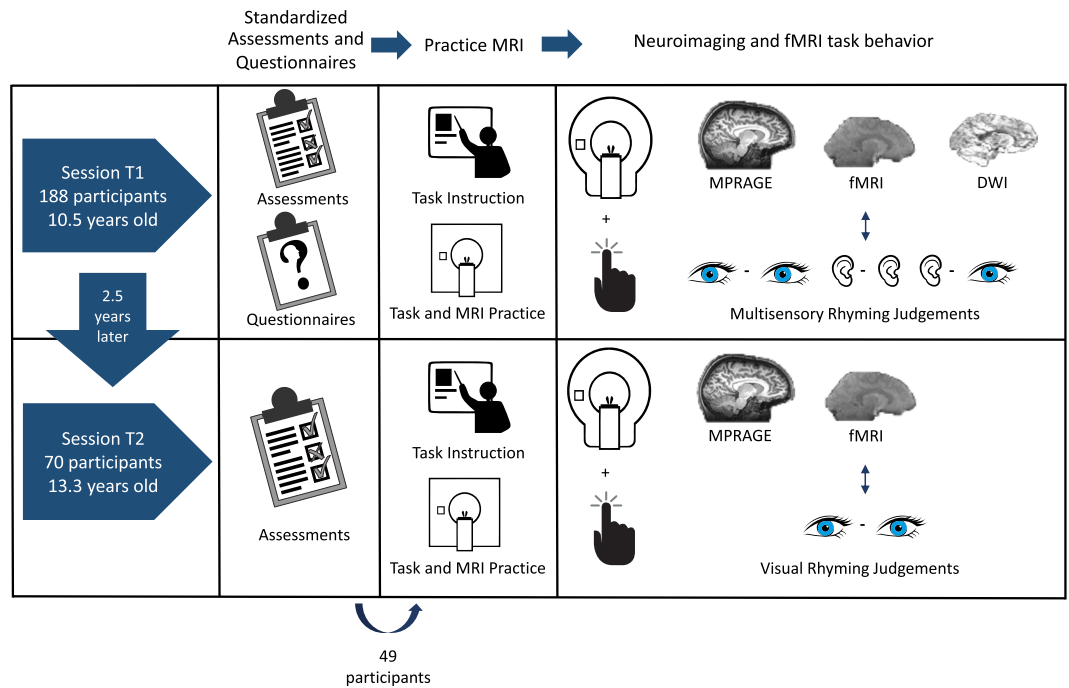 Standardized
Assessments and
Questionnaires
Practice MRI
Neuroimaging and fMRI task behavior
Session T1
188 participants
10.5 years old
Assessments
Questionnaires
Task Instruction
Task and MRI Practice
+
MPRAGE
fMRI
DWI
- - -
Multisensory Rhyming Judgements
2.5
years
later
Session T2
70 participants
13.3 years old
Assessments
Task Instruction
Task and MRI Practice
+
MPRAGE
fMRI
-
Visual Rhyming Judgements
49
participants